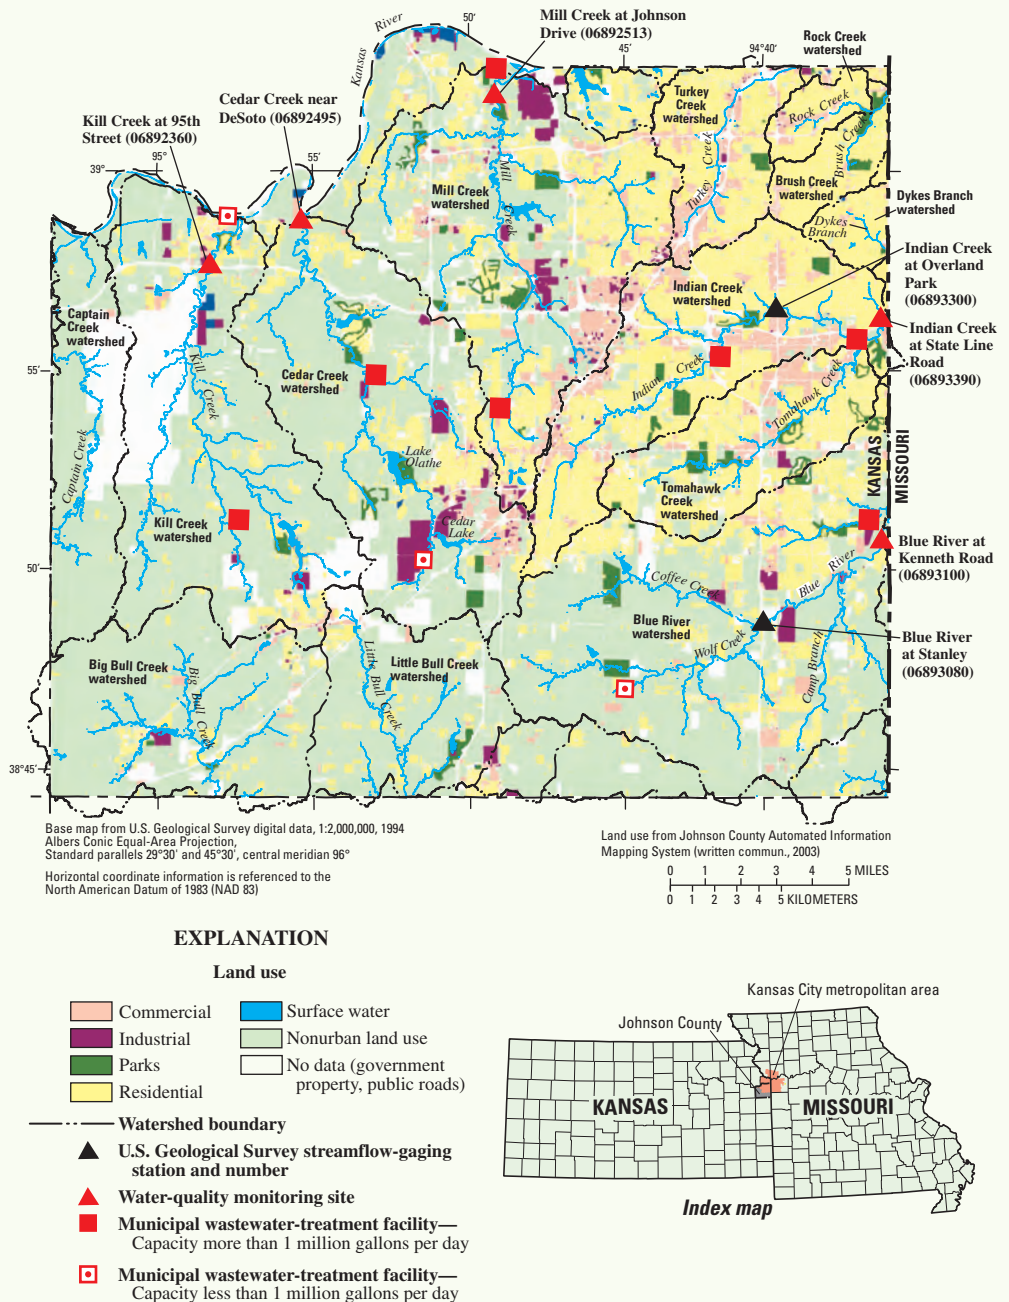 Mill Creek at Johnson
Drive (06892513)
Kansas
River
50'
45'
94°40'
Rock Creek
watershed
Cedar Creek near
DeSoto (06892495)
Kill Creek at 95th
Street (06892360)
39°
95°
55'
Turkey
Creek
watershed
Rock Creek
Brush Creek
Turkey Creek
Mill Creek
Mill Creek
watershed
Brush Creek
watershed
Dykes Branch
watershed
Dykes
Branch
Indian Creek
at Overland
Park
(06893300)
Indian Creek
watershed
Captain
Creek
watershed
Indian Creek
at State Line
Road
(06893390)
Kill Creek
Cedar Creek
watershed
55'
Indian Creek
Tomahawk Creek
Captain Creek
Lake
Olathe
KANSAS
MISSOURI
Tomahawk
Creek
watershed
Kill Creek
watershed
Cedar
Lake
Blue River at
Kenneth Road
(06893100)
50'
Coffee Creek
Blue River
Blue River
watershed
Wolf Creek
Camp Branch
Blue River
at Stanley
(06893080)
Big Bull Creek
watershed
Big Bull Creek
Little Bull Creek
Little Bull Creek
watershed
38°45'
Base map from U.S. Geological Survey digital data, 1:2,000,000, 1994
Albers Conic Equal-Area Projection,
Standard parallels 29°30' and 45°30', central meridian 96°
Horizontal coordinate information is referenced to the
North American Datum of 1983 (NAD 83)
Land use from Johnson County Automated Information
Mapping System (written commun., 2003)
0 1 2 3 4 5 MILES
0 1 2 3 4 5 KILOMETERS
EXPLANATION
Land use
Commercial
Industrial
Parks
Residential
Surface water
Nonurban land use
No data (government
property, public roads)
Watershed boundary
U.S. Geological Survey streamflow-gaging
station and number
Water-quality monitoring site
Municipal wastewater-treatment facility—
Capacity more than 1 million gallons per day
Municipal wastewater-treatment facility—
Capacity less than 1 million gallons per day
Kansas City metropolitan area
Johnson County
KANSAS
MISSOURI
Index map